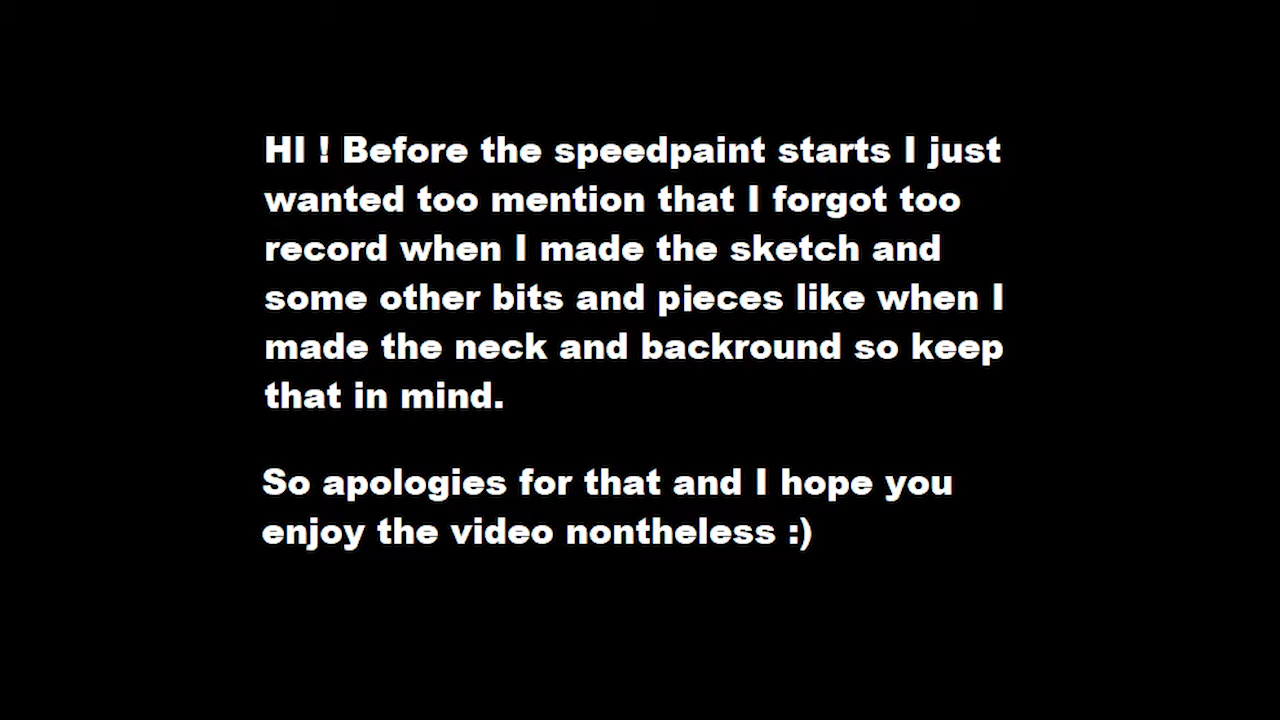 HI ! Before the speedpaint starts I just
wanted too mention that I forgot too
record when I made the sketch and
some other bits and pieces like when I
made the neck and backround so keep
that in mind.
So apologies for that and I hope you
enjoy the video nontheless :)